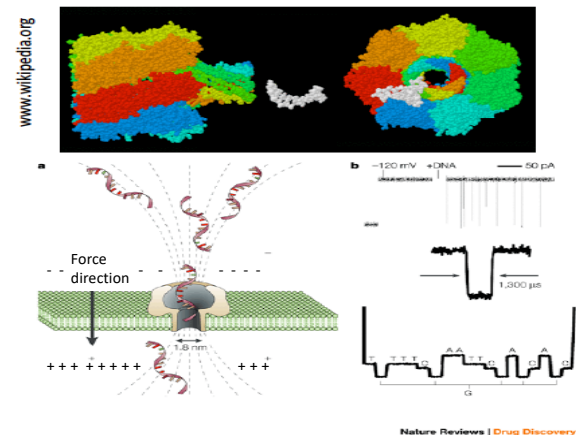 www.wikipedia.org
a
Force
direction
–
- - - - - -
+
+++ +++++ +++
+
1.8 nm
b
–120 mV +DNA 50 pA
1,300 μs
T T T T C A A T T C A C A C
G
Nature Reviews | Drug Discovery